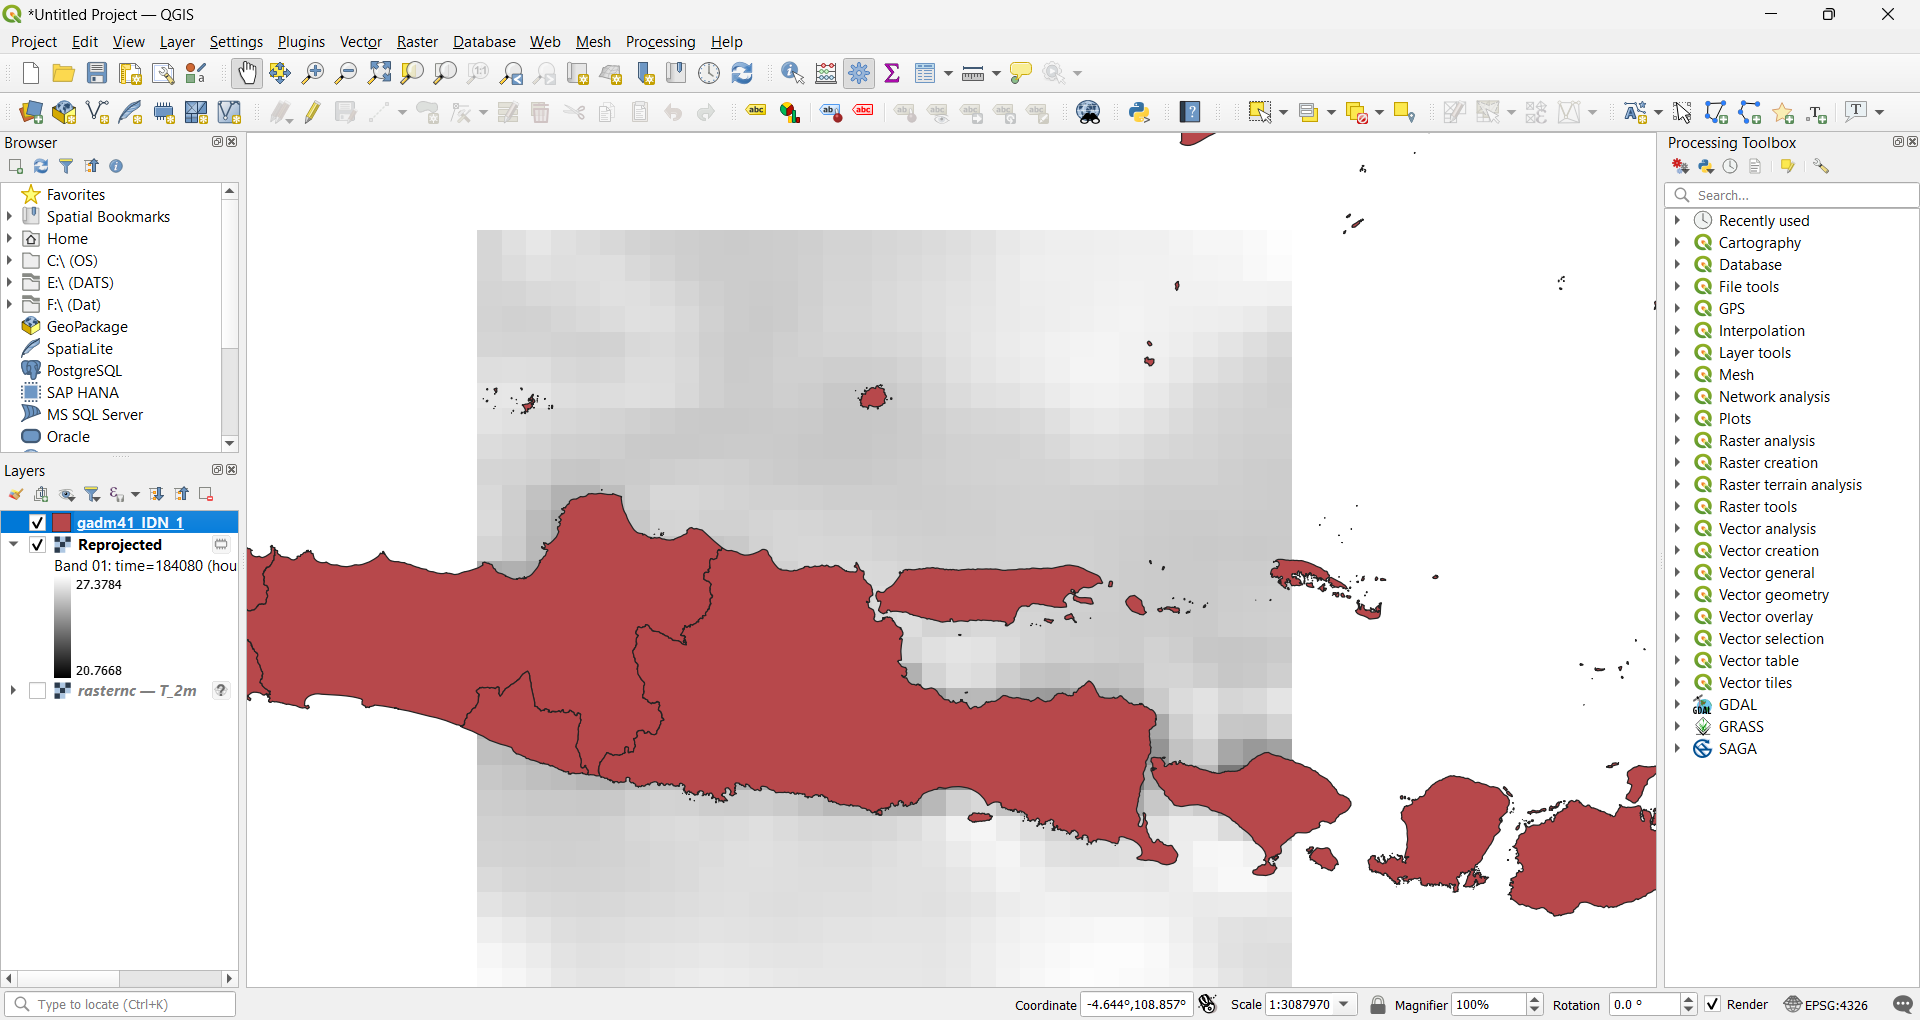 *Untitled Project — QGIS
Project Edit View Layer Settings Plugins Vector Raster Database Web Mesh Processing Help
Browser
Favorites
Spatial Bookmarks
Home
C:\ (OS)
E:\ (DATS)
F:\ (Dat)
GeoPackage
SpatiaLite
PostgreSQL
SAP HANA
MS SQL Server
Oracle
Layers
gadm41_IDN_1
Reprojected
Band 01: time=184080 (hou
27.3784
20.7668
rasternc — T_2m
Type to locate (Ctrl+K)
Processing Toolbox
Search...
Recently used
Cartography
Database
File tools
GPS
Interpolation
Layer tools
Mesh
Network analysis
Plots
Raster analysis
Raster creation
Raster terrain analysis
Raster tools
Vector analysis
Vector creation
Vector general
Vector geometry
Vector overlay
Vector selection
Vector table
Vector tiles
GDAL
GRASS
SAGA
Coordinate -4.644°,108.857° Scale 1:3087970 Magnifier 100% Rotation 0.0 ° Render EPSG:4326